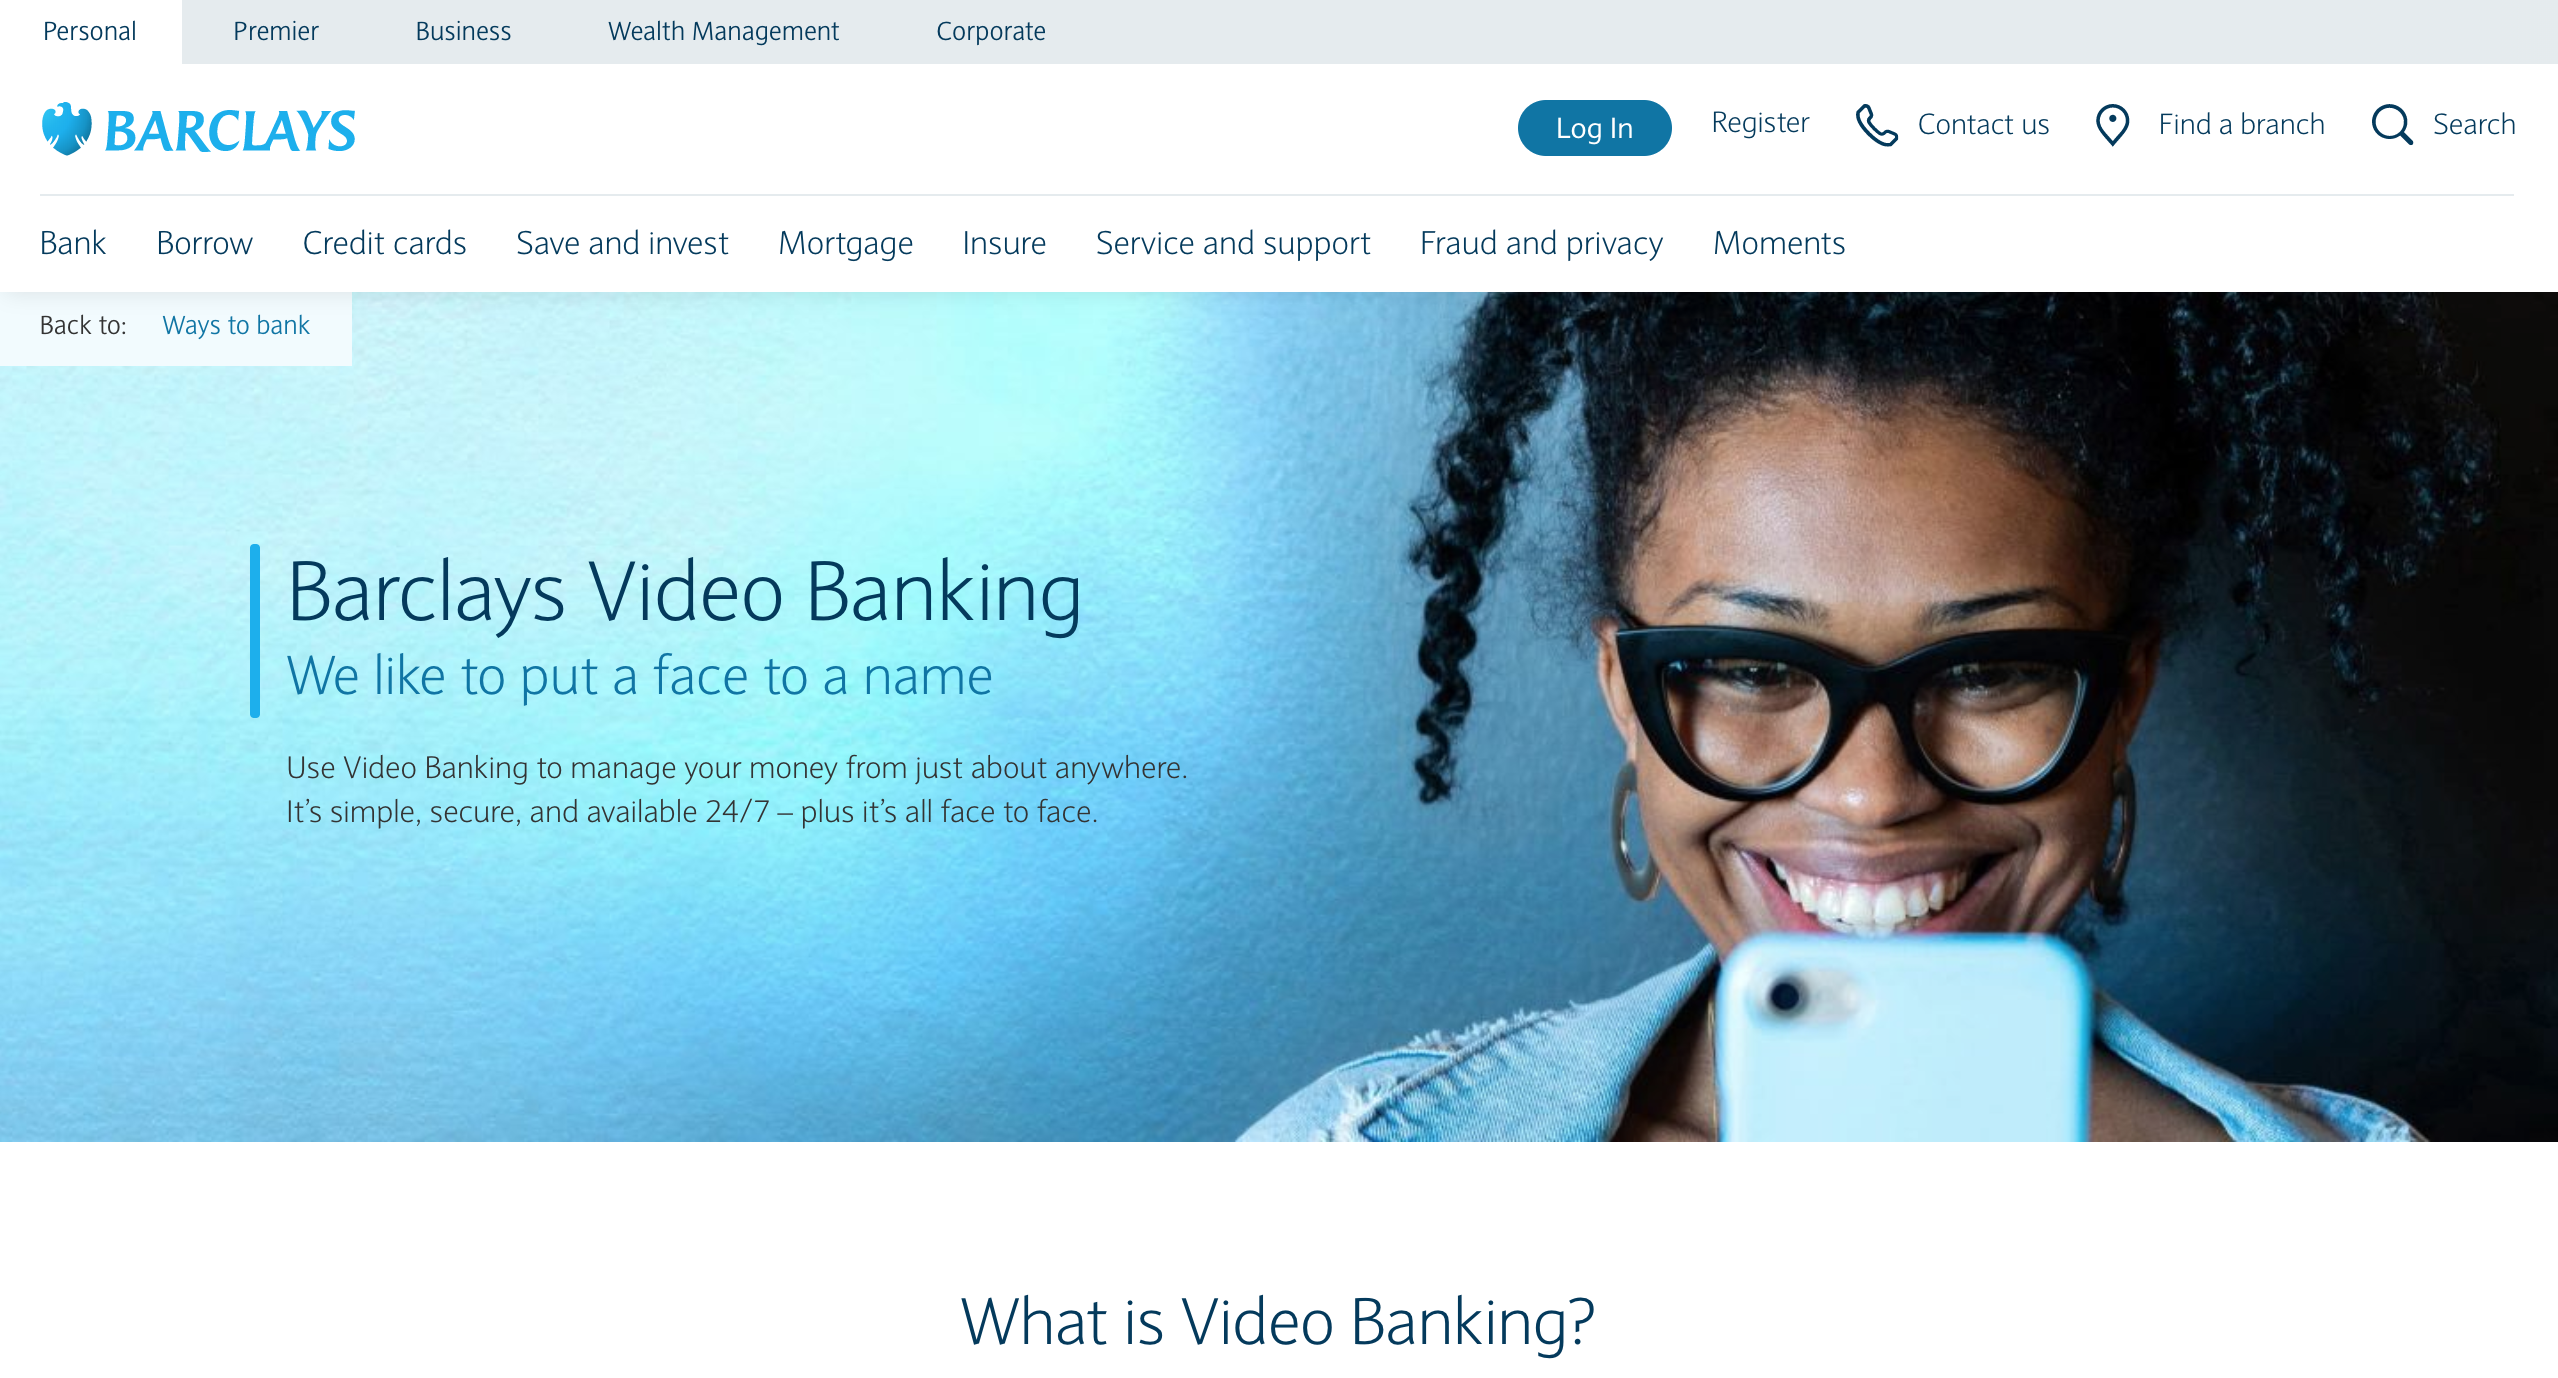 Personal Premier Business Wealth Management Corporate
BARCLAYS
Log In Register Contact us Find a branch Search
Bank Borrow Credit cards Save and invest Mortgage Insure Service and support Fraud and privacy Moments
Back to: Ways to bank
Barclays Video Banking
We like to put a face to a name
Use Video Banking to manage your money from just about anywhere.
It’s simple, secure, and available 24/7 – plus it’s all face to face.
What is Video Banking?